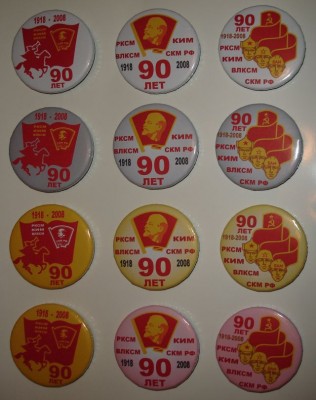 1918 - 2008
90
ЛЕТ
РКСМ
КИМ
ВЛКСМ
СКМ РФ
1918 90 2008
ЛЕТ
90
ЛЕТ
1918-2008
РКСМ
КИМ
ВЛКСМ
СКМ РФ
1918 - 2008
90
ЛЕТ
РКСМ
КИМ
ВЛКСМ
СКМ РФ
1918 90 2008
ЛЕТ
90
ЛЕТ
1918-2008
РКСМ
КИМ
ВЛКСМ
СКМ РФ
1918 - 2008
РКСМ
КИМ
90
ЛЕТ
РКСМ
КИМ
ВЛКСМ
СКМ РФ
1918 90 2008
ЛЕТ
90
ЛЕТ
1918-2008
РКСМ
КИМ
ВЛКСМ
СКМ РФ
1918 - 2008
90
ЛЕТ
РКСМ
КИМ
ВЛКСМ
СКМ РФ
1918 90 2008
ЛЕТ
90
ЛЕТ
1918-2008
РКСМ
КИМ
ВЛКСМ
СКМ РФ